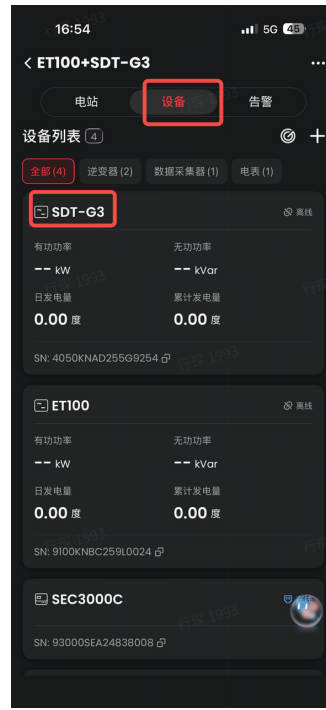 16:54
5G 45
< ET100+SDT-G3
电站 设备 告警
设备列表 4
全部(4) 逆变器(2) 数据采集器(1) 电表(1)
SDT-G3 离线
有功功率 无功功率
-- kW -- kVar
日发电量 累计发电量
0.00 度 0.00 度
SN: 4050KNAD255G9254
ET100 离线
有功功率 无功功率
-- kW -- kVar
日发电量 累计发电量
0.00 度 0.00 度
SN: 9100KNBC259L0024
SEC3000C
SN: 93000SEA24838008
行琛 1993